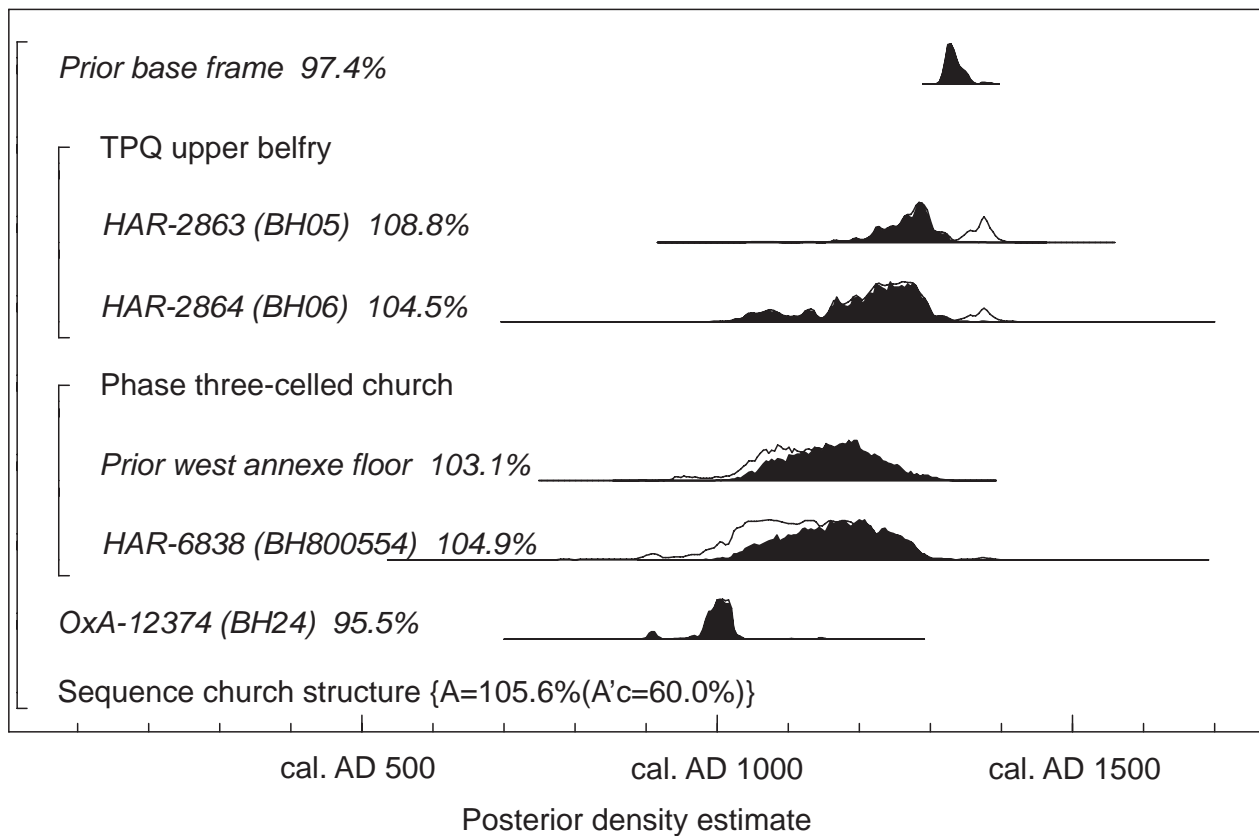 Prior base frame 97.4%
TPQ upper belfry
HAR-2863 (BH05) 108.8%
HAR-2864 (BH06) 104.5%
Phase three-celled church
Prior west annexe floor 103.1%
HAR-6838 (BH800554) 104.9%
OxA-12374 (BH24) 95.5%
Sequence church structure {A=105.6%(A’c=60.0%)}
cal. AD 500 cal. AD 1000 cal. AD 1500
Posterior density estimate